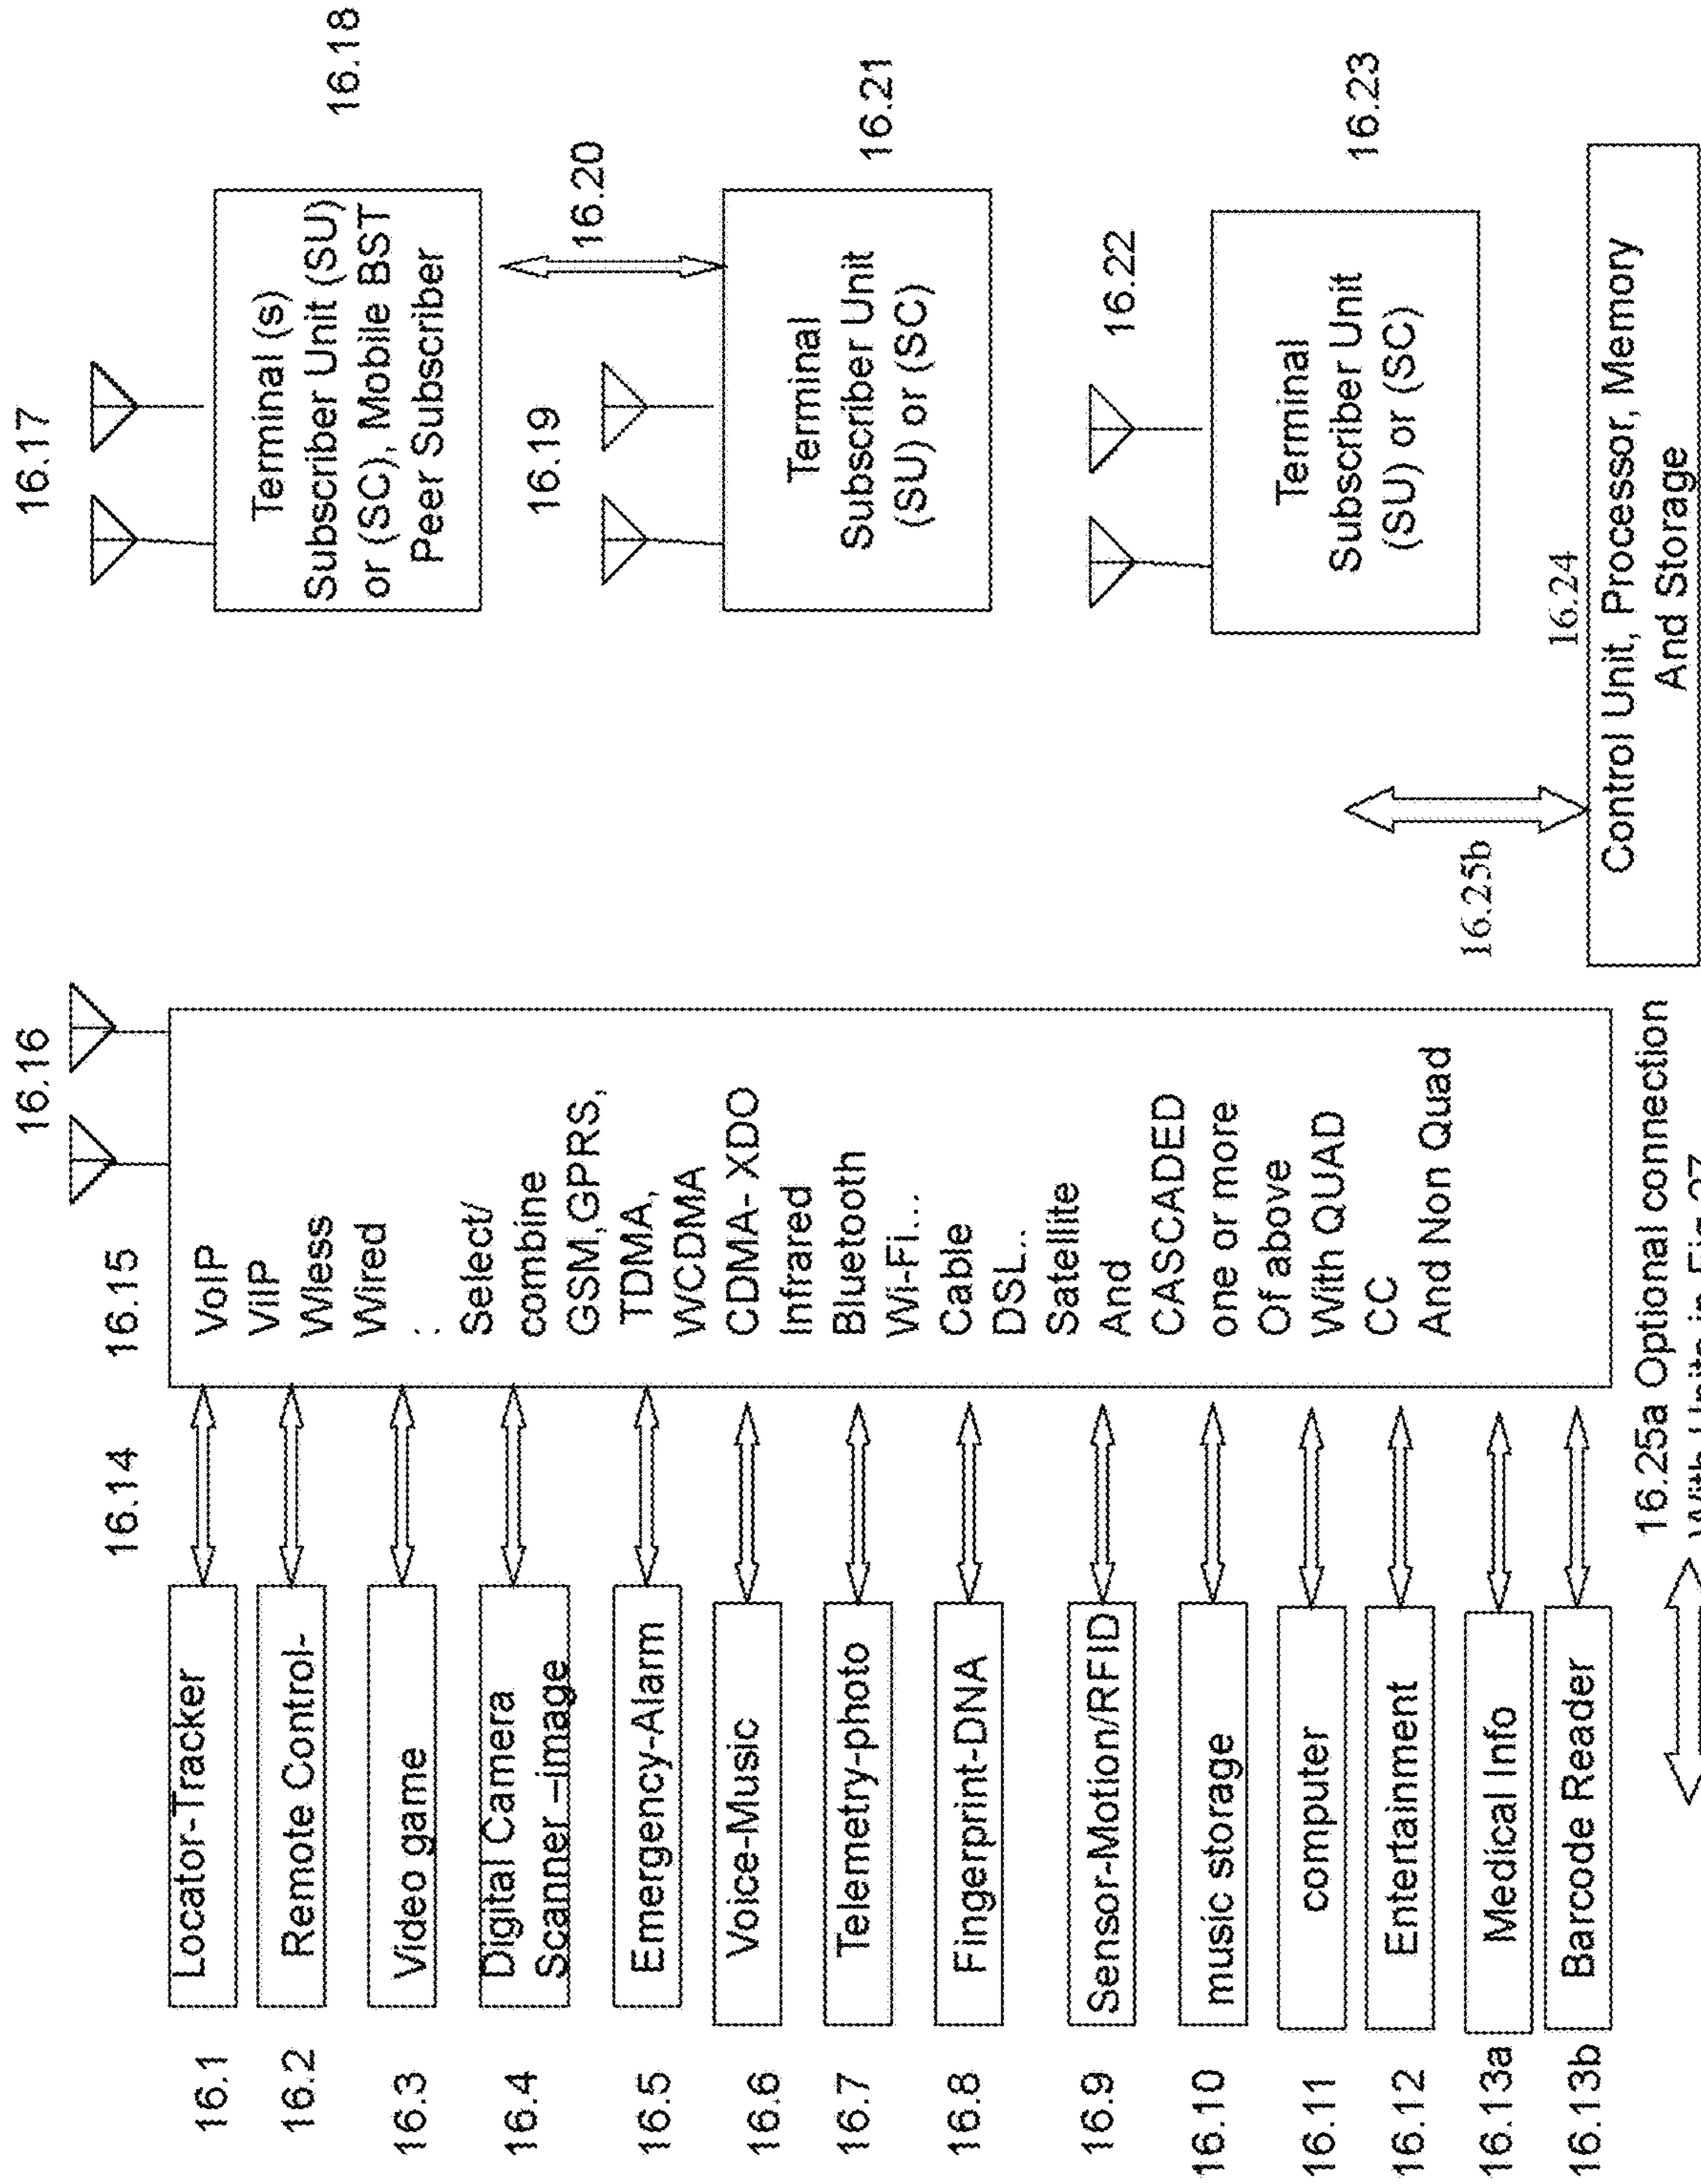 16.1
Locator-Tracker
16.2
Remote Control-
16.3
Video game
16.4
Digital Camera
Scanner –image
16.5
Emergency-Alarm
16.6
Voice-Music
16.7
Telemetry-photo
16.8
Fingerprint-DNA
16.9
Sensor-Motion/RFID
16.10
music storage
16.11
computer
16.12
Entertainment
16.13a
Medical Info
16.13b
Barcode Reader
16.14
16.15
16.16
VoIP
ViIP
Wless
Wired
:
Select/
combine
GSM,GPRS,
TDMA,
WCDMA
CDMA- XDO
Infrared
Bluetooth
Wi-Fi...
Cable
DSL..
Satellite
And
CASCADED
one or more
Of above
With QUAD
CC
And Non Quad
16.25a Optional connection
With Units in Fig
16.17
16.18
Terminal (s)
Subscriber Unit (SU)
or (SC), Mobile BST
Peer Subscriber
16.19
16.20
16.21
Terminal
Subscriber Unit
(SU) or (SC)
16.22
16.23
Terminal
Subscriber Unit
(SU) or (SC)
16.25b
16.24
Control Unit, Processor, Memory
And Storage